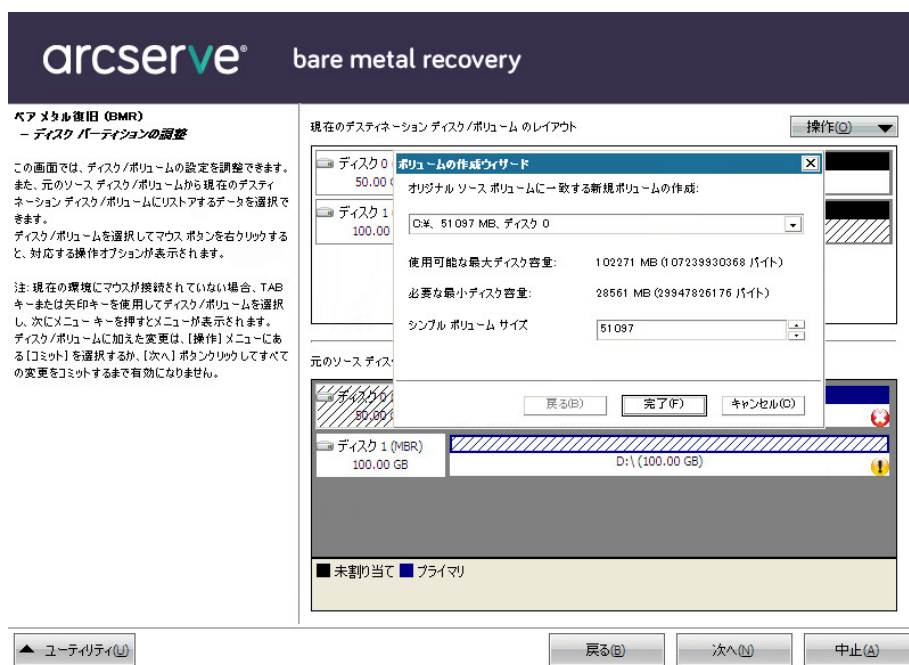 arcserve® bare metal recovery
ベア メタル復旧 (BMR)
- ディスク パーティションの調整
この画面では、ディスク/ボリュームの設定を調整できます。
また、元のソース ディスク/ボリュームから現在のデスティ
ネーション ディスク/ボリュームにリストアするデータを選択で
きます。
ディスク/ボリュームを選択してマウス ボタンを右クリックする
と、対応する操作オプションが表示されます。
注: 現在の環境にマウスが接続されていない場合、TAB
キーまたは矢印キーを使用してディスク/ボリュームを選択
し、次にメニュー キーを押すとメニューが表示されます。
ディスク/ボリュームに加えた変更は、[操作] メニューにあ
る[コミット] を選択するか、[次へ] ボタンクリックしてすべて
の変更をコミットするまで有効になりません。
現在のデスティネーション ディスク/ボリューム のレイアウト
操作(O)
ディスク 0
50.00
ディスク 1
100.00
ボリュームの作成ウィザード
オリジナル ソース ボリュームに一致する新規ボリュームの作成:
C:¥、51097 MB、ディスク 0
使用可能な最大ディスク容量: 102271 MB (107239930368 バイト)
必要な最小ディスク容量: 28561 MB (29947826176 バイト)
シンプル ボリューム サイズ 51097
戻る(B) 完了(F) キャンセル(C)
元のソース ディス
ディスク 0
50.00
ディスク 1 (MBR)
100.00 GB
D:\ (100.00 GB)
未割り当て プライマリ
ユーティリティ(U) 戻る(B) 次へ(N) 中止(A)